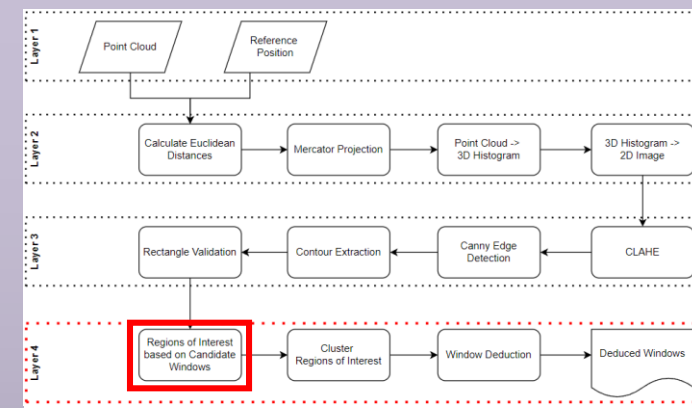 Layer 1
Point Cloud
Reference
Position
Layer 2
Calculate Euclidean
Distances
Mercator Projection
Point Cloud ->
3D Histogram
3D Histogram ->
2D Image
Layer 3
Rectangle Validation
Contour Extraction
Canny Edge
Detection
CLAHE
Layer 4
Regions of Interest
based on Candidate
Windows
Cluster
Regions of Interest
Window Deduction
Deduced Windows